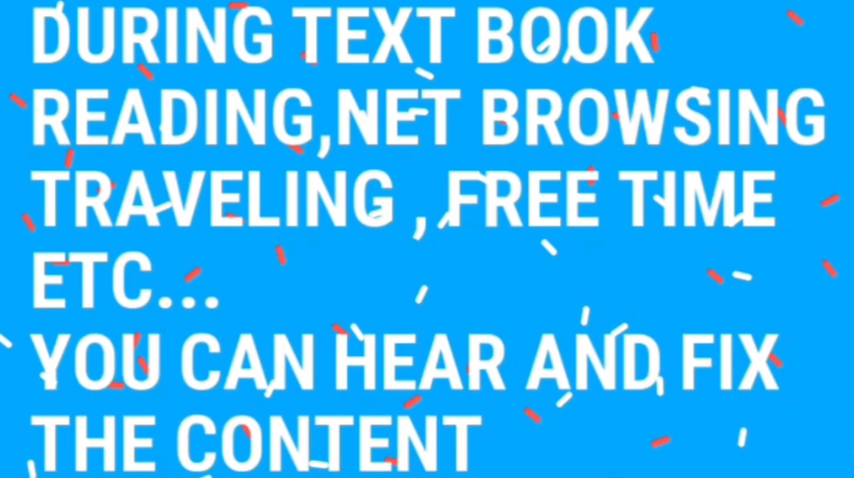 DURING TEXT BOOK
READING,NET BROWSING
TRAVELING ,FREE TIME
ETC...
YOU CAN HEAR AND FIX
THE CONTENT